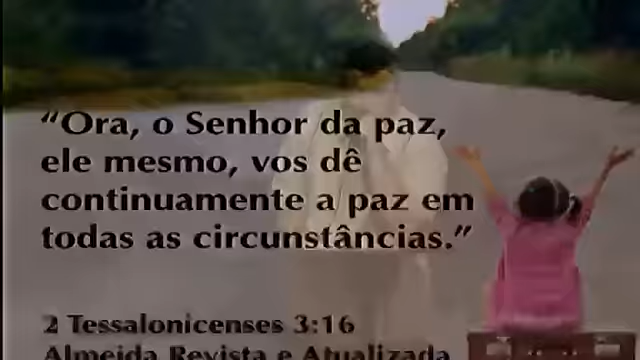 “Ora, o Senhor da paz,
ele mesmo, vos dê
continuamente a paz em
todas as circunstâncias.”
2 Tessalonicenses 3:16
Almeida Revista e Atualizada